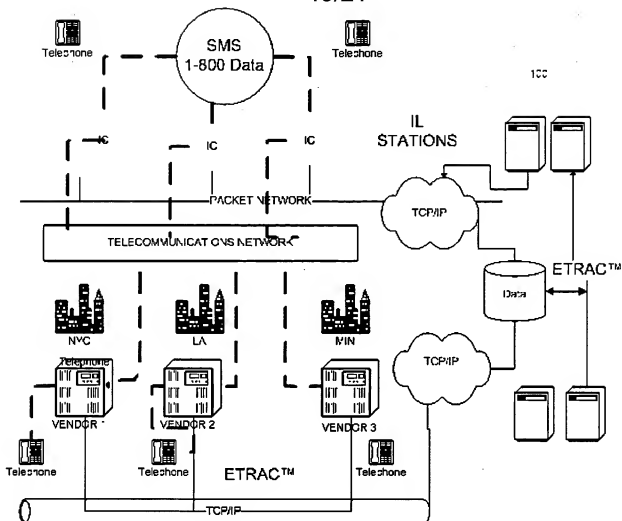 Telephone
SMS
1-800 Data
Telephone
100
IC
IC
IC
IL
STATIONS
PACKET NETWORK
TCP/IP
TELECOMMUNICATIONS NETWORK
ETRAC™
Data
NYC
LA
MIN
Telephone
TCP/IP
VENDOR 1
VENDOR 2
VENDOR 3
Telephone
Telephone
ETRAC™
Telephone
TCP/IP